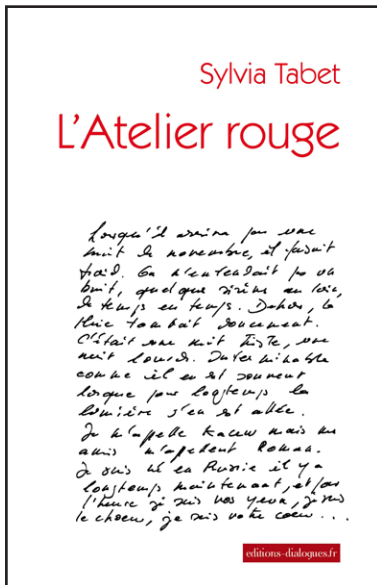 Sylvia Tabet
L'Atelier rouge
Lorsqu'il arriva par une
nuit de novembre, il faisait
froid. On n'entendait pas un
bruit, quelque sirène au loin,
de temps en temps. Dehors, la
pluie tombait doucement.
C'était une nuit triste, une
nuit lourde. Interminable
comme il en est souvent
lorsque pour longtemps la
lumière s'en est allée.
Je m'appelle mais mes
amis m'appellent Roman.
Je suis né en Russie il y a
longtemps maintenant, et pour
l'heure je suis vos yeux, je suis
le chœur, je suis votre cœur...
editions-dialogues.fr